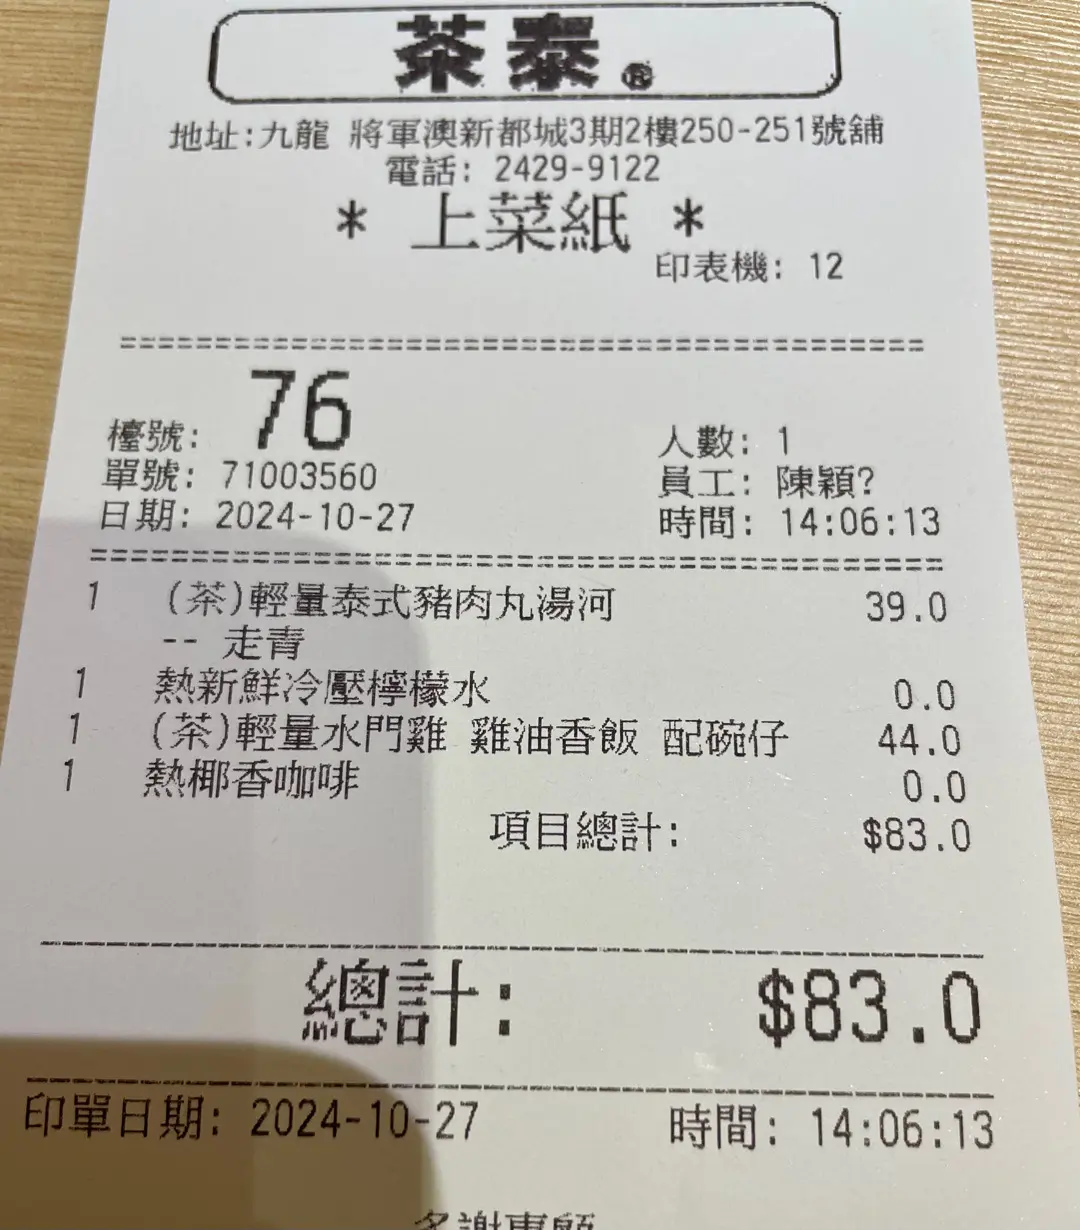 茶泰。®
地址:九龍 將軍澳新都城3期2樓250-251號舖
電話: 2429-9122
* 上菜紙 *
印表機: 12
檯號: 76 人數: 1
單號: 71003560 員工: 陳穎?
日期: 2024-10-27 時間: 14:06:13
1 (茶)輕量泰式豬肉丸湯河 39.0
-- 走青
1 熱新鮮冷壓檸檬水 0.0
1 (茶)輕量水門雞 雞油香飯 配碗仔 44.0
1 熱椰香咖啡 0.0
項目總計: $83.0
總計: $83.0
印單日期: 2024-10-27 時間: 14:06:13
多謝惠顧